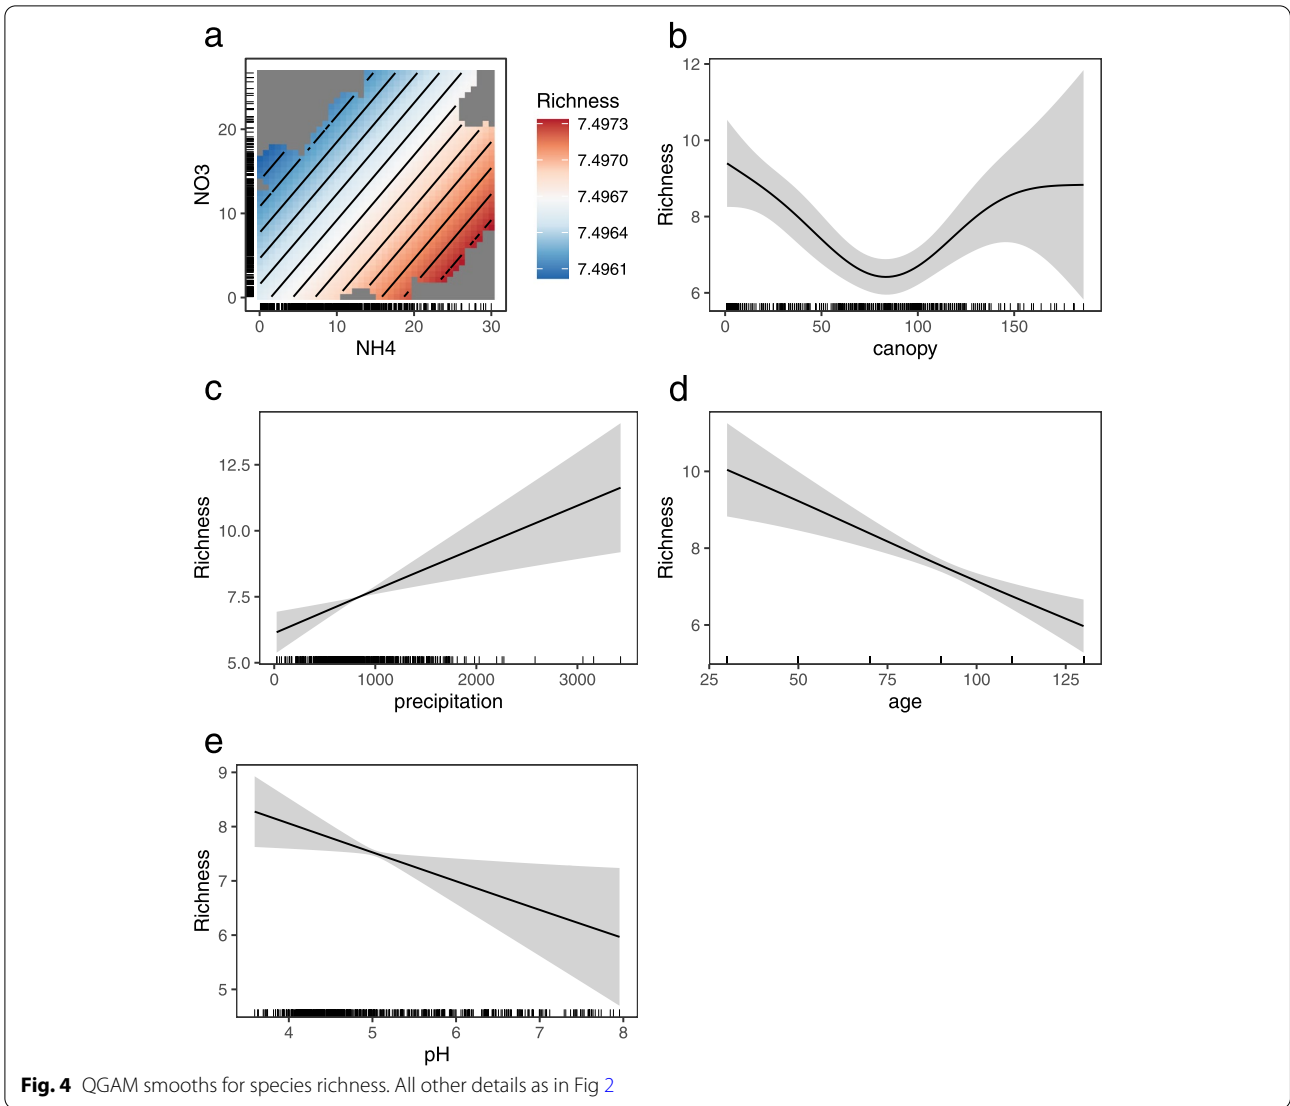 a
Richness
7.4973
7.4970
7.4967
7.4964
7.4961
NO3
20
10
0
0 10 20 30
NH4
b
Richness
12
10
8
6
0 50 100 150
canopy
c
Richness
12.5
10.0
7.5
5.0
0 1000 2000 3000
precipitation
d
Richness
10
8
6
25 50 75 100 125
age
e
Richness
9
8
7
6
5
4 5 6 7 8
pH
Fig. 4 QGAM smooths for species richness. All other details as in Fig 2